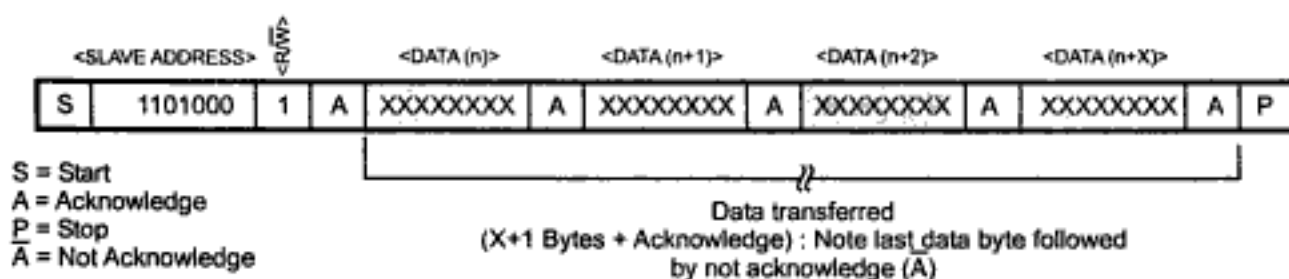 <SLAVE ADDRESS> <R/W̅> <DATA (n)> <DATA (n+1)> <DATA (n+2)> <DATA (n+X)>
S 1101000 1 A XXXXXXXX A XXXXXXXX A XXXXXXXX A XXXXXXXX A P
S = Start
A = Acknowledge
P = Stop
A̅ = Not Acknowledge
Data transferred
(X+1 Bytes + Acknowledge) : Note last data byte followed
by not acknowledge (A̅)